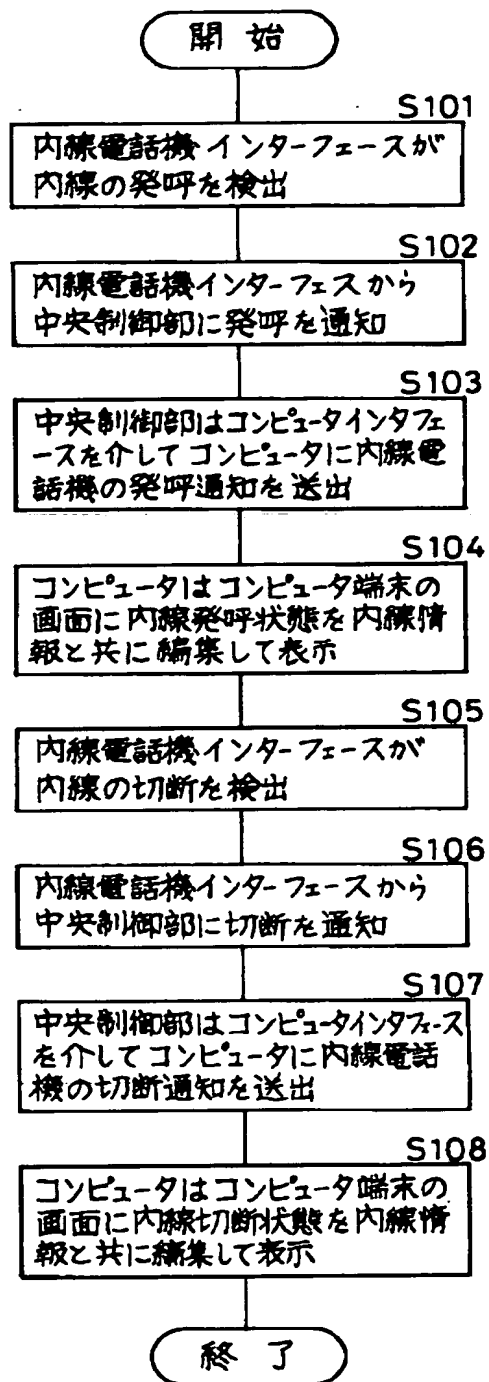 開始
S101
内線電話機インターフェースが
内線の発呼を検出
S102
内線電話機インターフェスから
中央制御部に発呼を通知
S103
中央制御部はコンピュータインタフェ
ースを介してコンピュータに内線電
話機の発呼通知を送出
S104
コンピュータはコンピュータ端末の
画面に内線発呼状態を内線情
報と共に編集して表示
S105
内線電話機インターフェースが
内線の切断を検出
S106
内線電話機インターフェースから
中央制御部に切断を通知
S107
中央制御部はコンピュータインタフェース
を介してコンピュータに内線電話
機の切断通知を送出
S108
コンピュータはコンピュータ端末の
画面に内線切断状態を内線情
報と共に編集して表示
終了